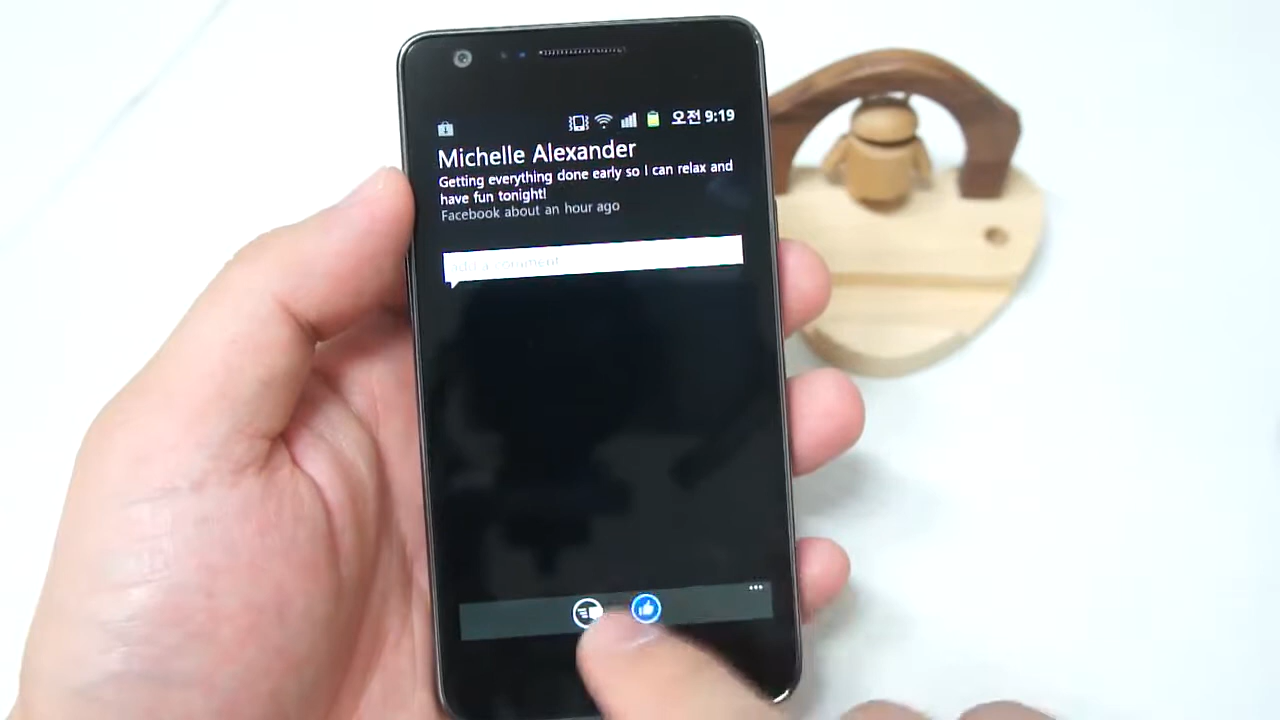 오전 9:19
Michelle Alexander
Getting everything done early so I can relax and
have fun tonight!
Facebook about an hour ago
add a comment